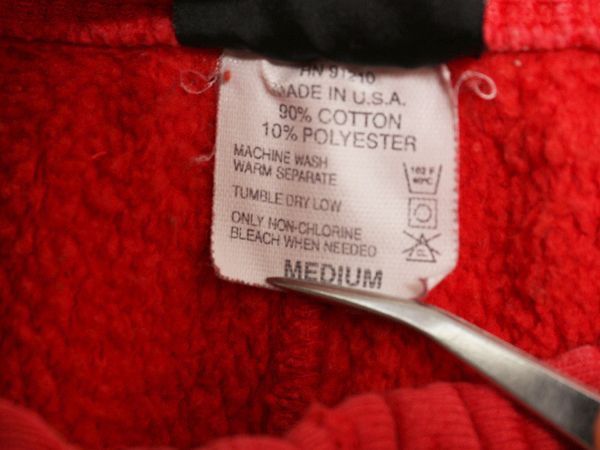 RN 91210
MADE IN U.S.A.
90% COTTON
10% POLYESTER
MACHINE WASH
WARM SEPARATE
TUMBLE DRY LOW
ONLY NON-CHLORINE
BLEACH WHEN NEEDED
MEDIUM